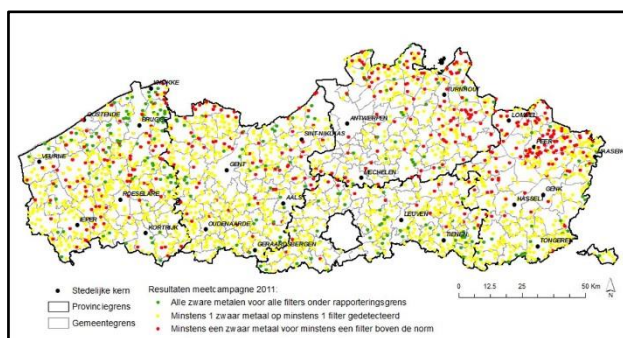 KNOKKE
OOSTENDE
BRUGGE
TURNHOUT
LOMMEL
ANTWERPEN
SINT-NIKLAAS
PEER
VEURNE
GENT
MECHELEN
GENK
ROESELARE
AALST
HASSELT
LEUVEN
IEPER
KORTRIJK
OUDENAARDE
TIENEN
GERAARDSBERGEN
TONGEREN
Stedelijke kern
Provinciegrens
Gemeentegrens
Resultaten meetcampagne 2011:
Alle zware metalen voor alle filters onder rapporteringsgrens
Minstens 1 zwaar metaal op minstens 1 filter gedetecteerd
Minstens een zwaar metaal voor minstens een filter boven de norm
0 12.5 25 50 Km
N